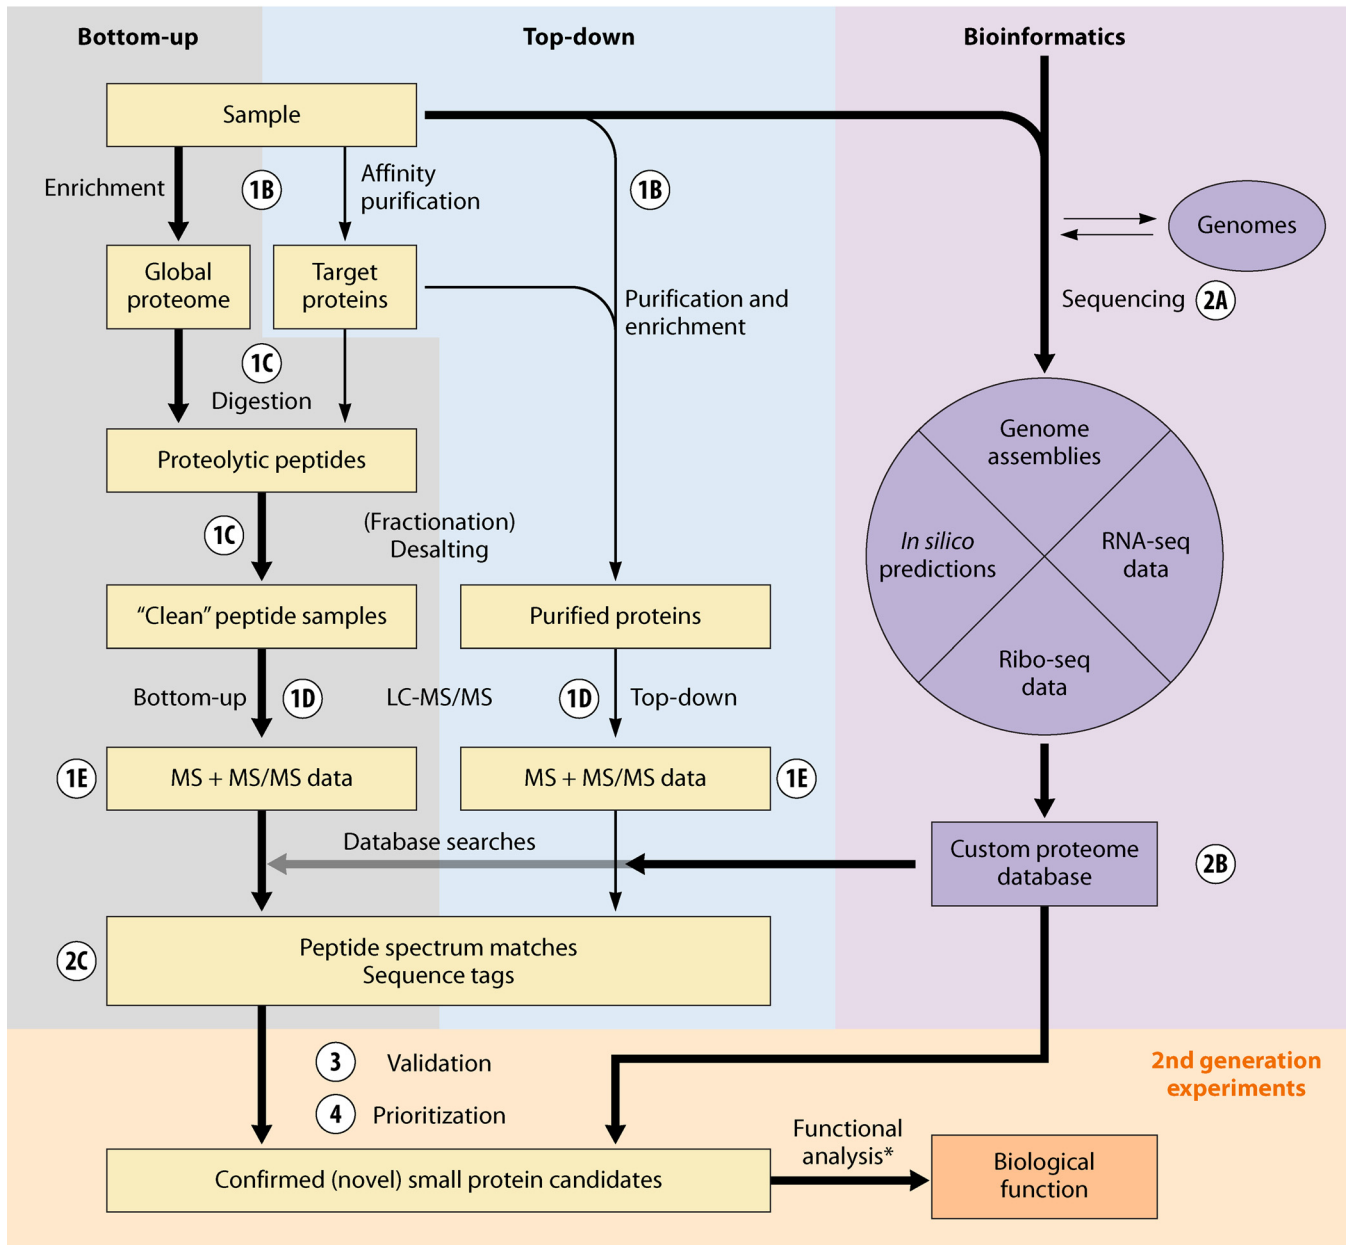 Bottom-up
Top-down
Bioinformatics
Sample
Enrichment
1B
Affinity
purification
1B
Genomes
Global
proteome
Target
proteins
Purification and
enrichment
Sequencing
2A
1C
Digestion
Proteolytic peptides
Genome
assemblies
In silico
predictions
RNA-seq
data
Ribo-seq
data
1C
(Fractionation)
Desalting
"Clean" peptide samples
Purified proteins
Bottom-up
1D
LC-MS/MS
1D
Top-down
1E
MS + MS/MS data
MS + MS/MS data
1E
Database searches
Custom proteome
database
2B
2C
Peptide spectrum matches
Sequence tags
3
Validation
4
Prioritization
2nd generation
experiments
Confirmed (novel) small protein candidates
Functional
analysis*
Biological
function